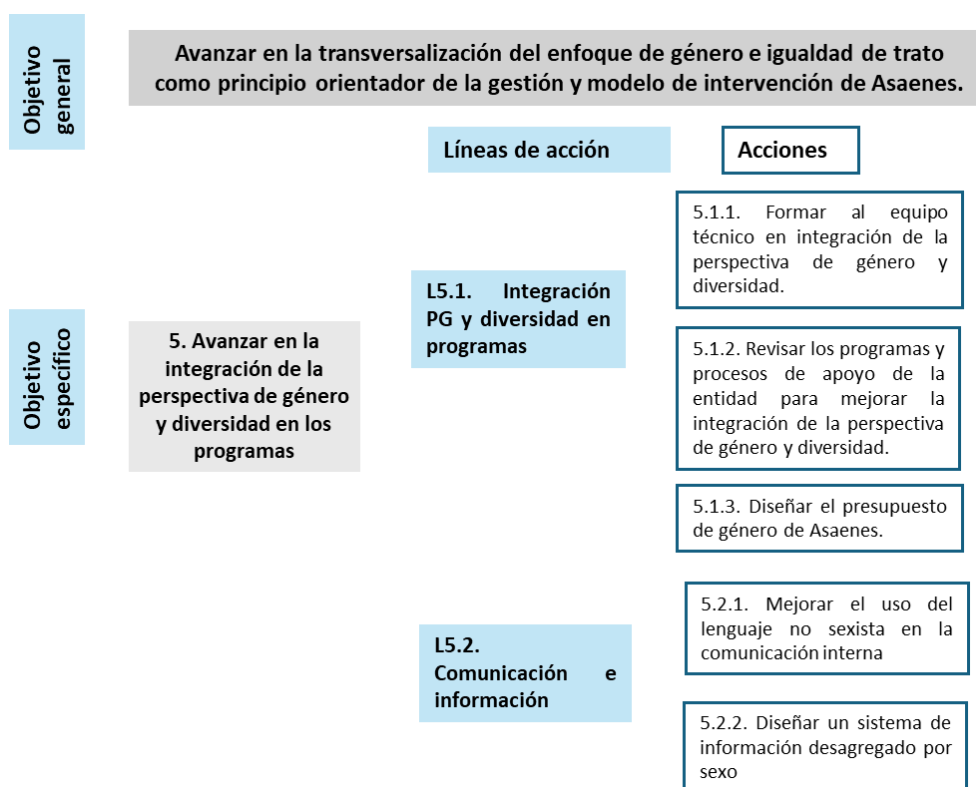 Objetivo
general
Avanzar en la transversalización del enfoque de género e igualdad de trato
como principio orientador de la gestión y modelo de intervención de Asaenes.
Líneas de acción
Acciones
Objetivo
específico
5. Avanzar en la
integración de la
perspectiva de género
y diversidad en los
programas
L5.1. Integración
PG y diversidad en
programas
5.1.1. Formar al equipo
técnico en integración de la
perspectiva de género y
diversidad.
5.1.2. Revisar los programas y
procesos de apoyo de la
entidad para mejorar la
integración de la perspectiva
de género y diversidad.
5.1.3. Diseñar el presupuesto
de género de Asaenes.
L5.2.
Comunicación e
información
5.2.1. Mejorar el uso del
lenguaje no sexista en la
comunicación interna
5.2.2. Diseñar un sistema de
información desagregado por
sexo